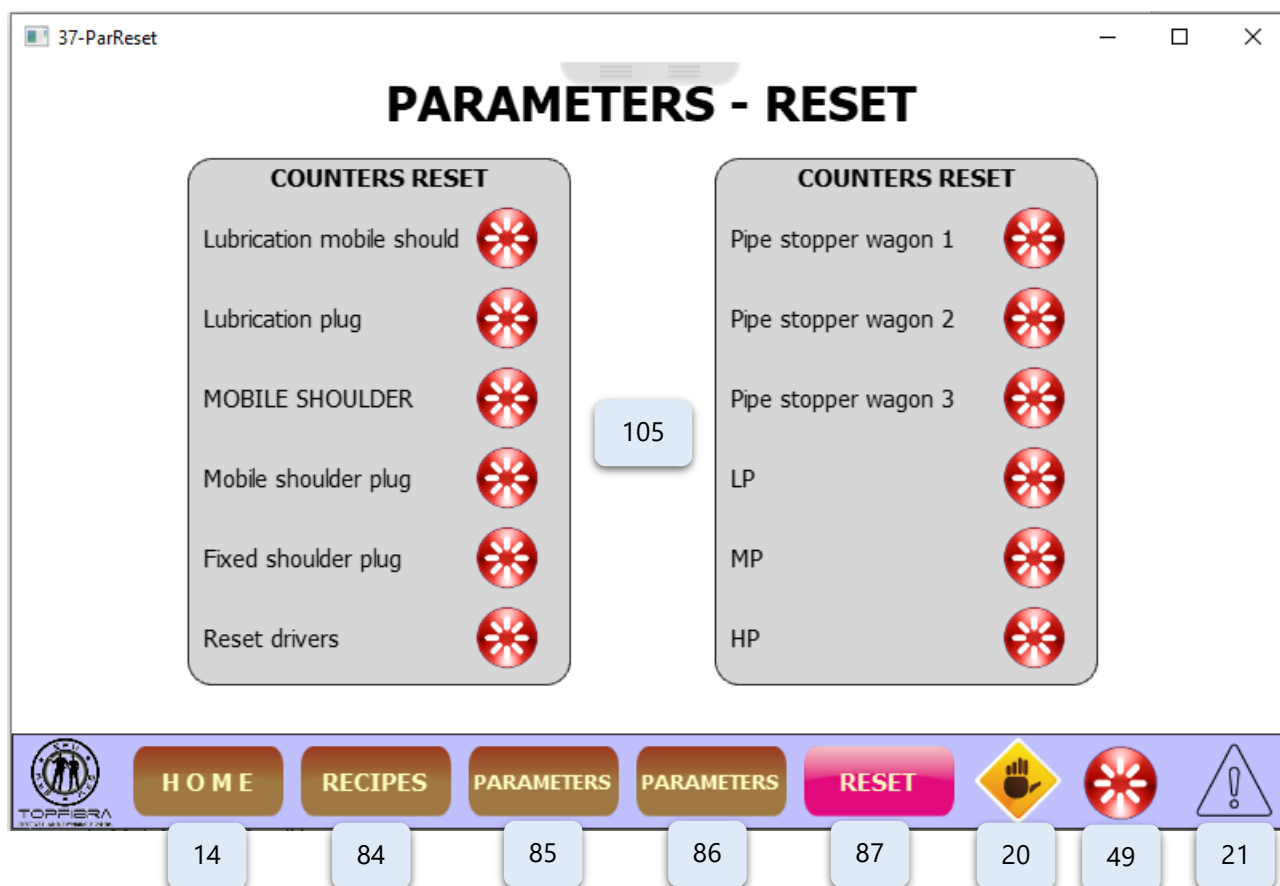 37-ParReset
PARAMETERS - RESET
COUNTERS RESET
Lubrication mobile should
Lubrication plug
MOBILE SHOULDER
Mobile shoulder plug
Fixed shoulder plug
Reset drivers
105
COUNTERS RESET
Pipe stopper wagon 1
Pipe stopper wagon 2
Pipe stopper wagon 3
LP
MP
HP
TOPFIBRA
HOME
RECIPES
PARAMETERS
PARAMETERS
RESET
14
84
85
86
87
20
49
21